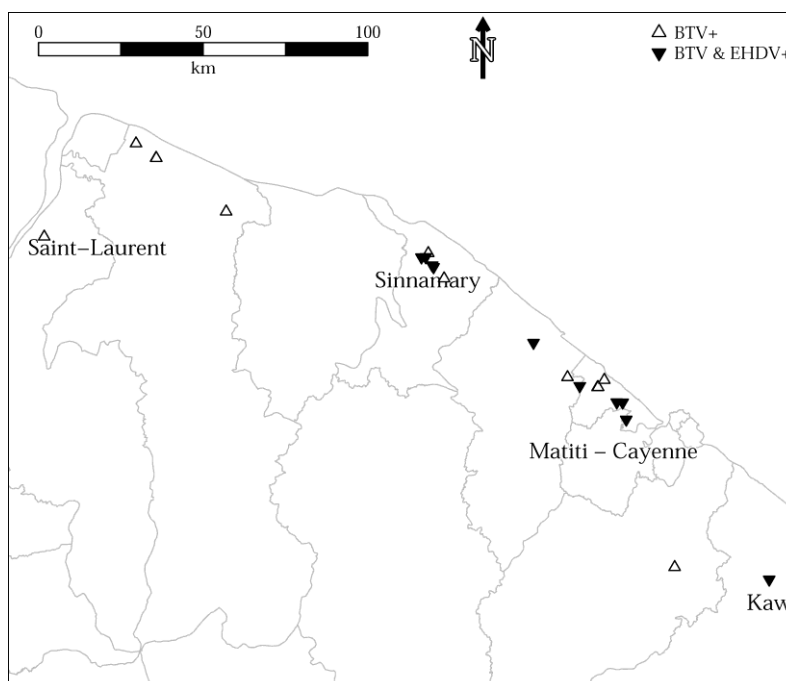 0 50 100
km
N
BTV+
BTV & EHDV+
Saint–Laurent
Sinnamary
Matiti – Cayenne
Kaw